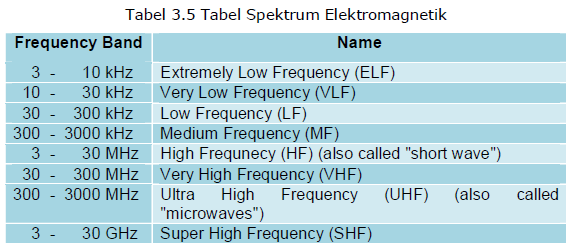 Tabel 3.5 Tabel Spektrum Elektromagnetik
Frequency Band Name
3 - 10 kHz Extremely Low Frequency (ELF)
10 - 30 kHz Very Low Frequency (VLF)
30 - 300 kHz Low Frequency (LF)
300 - 3000 kHz Medium Frequency (MF)
3 - 30 MHz High Frequnecy (HF) (also called "short wave")
30 - 300 MHz Very High Frequency (VHF)
300 - 3000 MHz Ultra High Frequency (UHF) (also called
"microwaves")
3 - 30 GHz Super High Frequency (SHF)